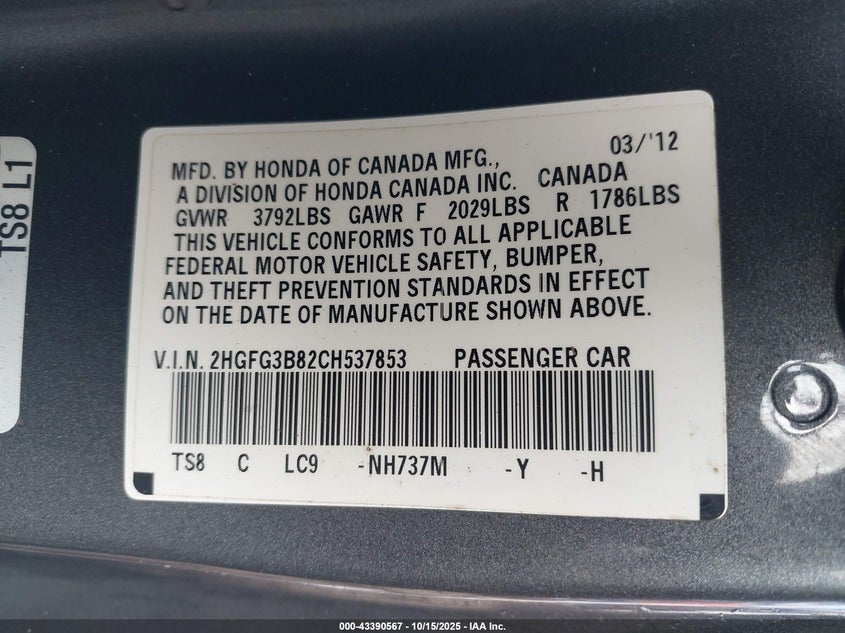 TS8 L1
03/'12
MFD. BY HONDA OF CANADA MFG.,
A DIVISION OF HONDA CANADA INC. CANADA
GVWR 3792LBS GAWR F 2029LBS R 1786LBS
THIS VEHICLE CONFORMS TO ALL APPLICABLE
FEDERAL MOTOR VEHICLE SAFETY, BUMPER,
AND THEFT PREVENTION STANDARDS IN EFFECT
ON THE DATE OF MANUFACTURE SHOWN ABOVE.
V.I.N. 2HGFG3B82CH537853 PASSENGER CAR
TS8 C LC9 -NH737M -Y -H
000-43390567 - 10/15/2025 - IAA Inc.